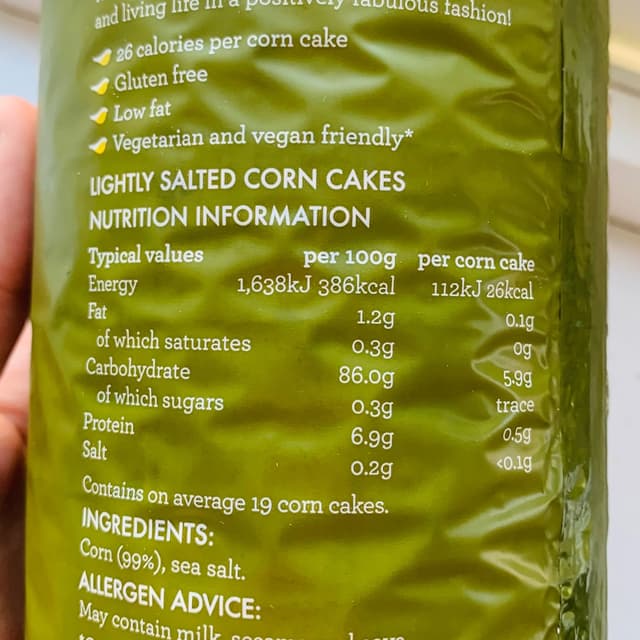 and living life in a positively fabulous fashion!
26 calories per corn cake
Gluten free
Low fat
Vegetarian and vegan friendly*
LIGHTLY SALTED CORN CAKES
NUTRITION INFORMATION
Typical values per 100g per corn cake
Energy 1,638kJ 386kcal 112kJ 26kcal
Fat 1.2g 0.1g
of which saturates 0.3g 0g
Carbohydrate 86.0g 5.9g
of which sugars 0.3g trace
Protein 6.9g 0.5g
Salt 0.2g <0.1g
Contains on average 19 corn cakes.
INGREDIENTS:
Corn (99%), sea salt.
ALLERGEN ADVICE:
May contain milk